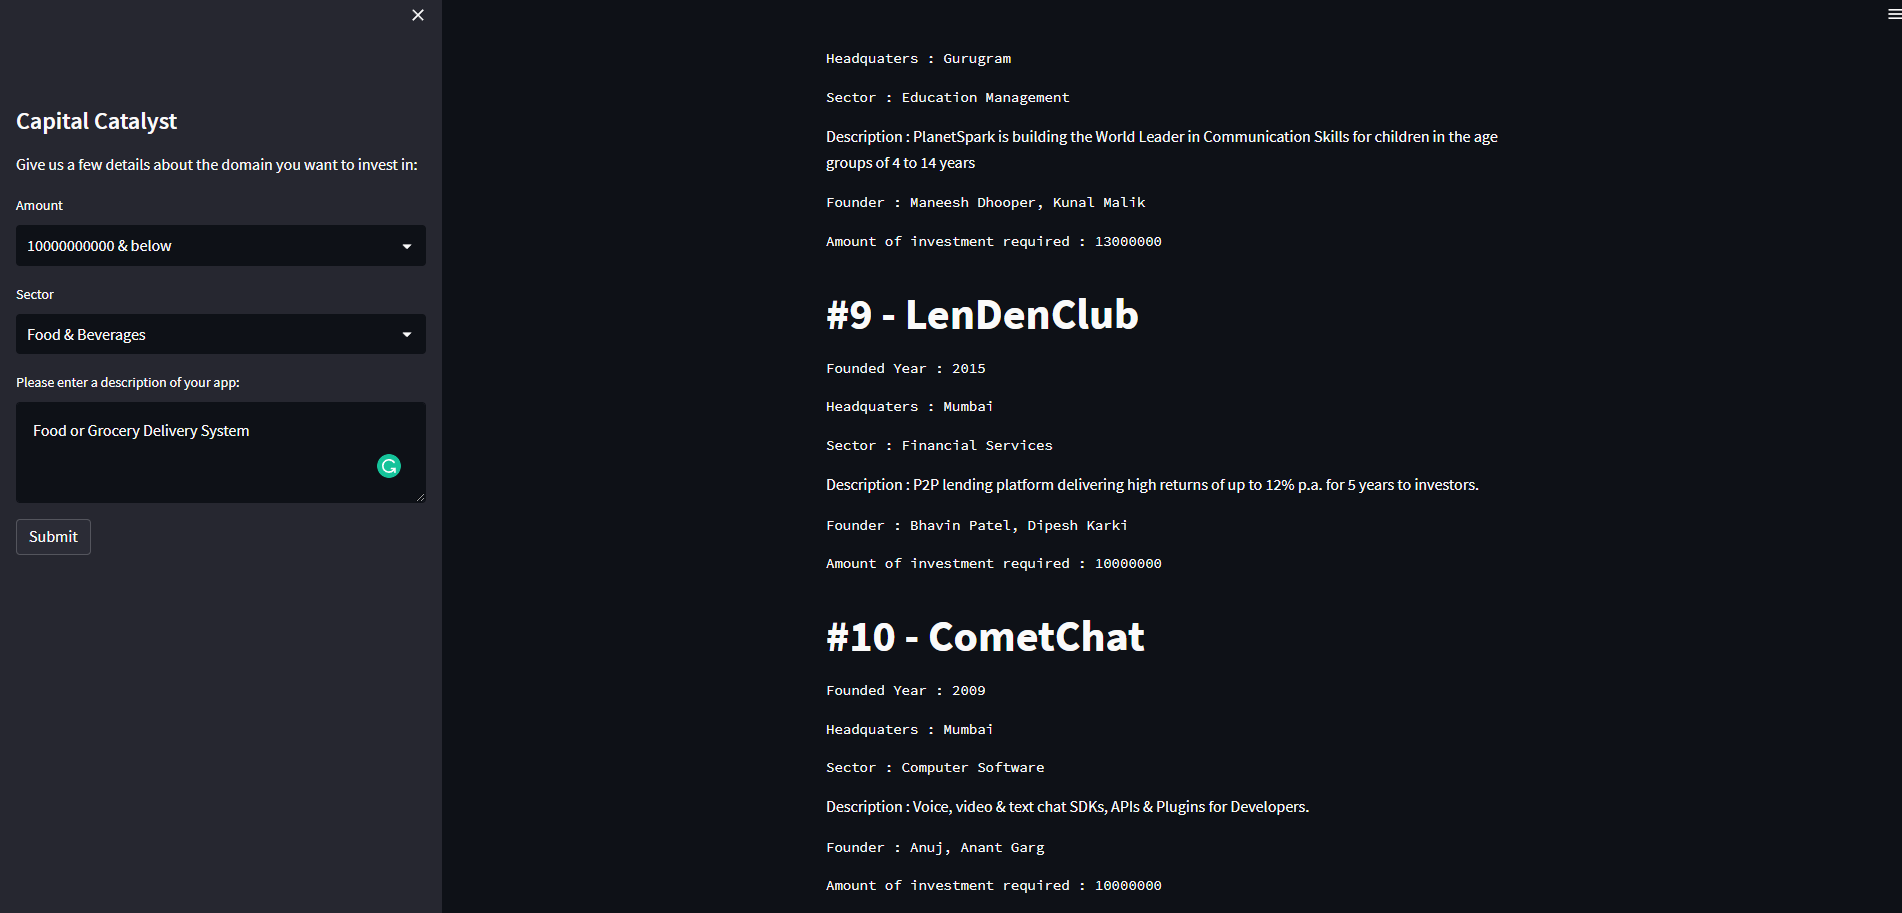 Capital Catalyst
Give us a few details about the domain you want to invest in:
Amount
10000000000 & below
Sector
Food & Beverages
Please enter a description of your app:
Food or Grocery Delivery System
Submit
Headquaters : Gurugram
Sector : Education Management
Description : PlanetSpark is building the World Leader in Communication Skills for children in the age
groups of 4 to 14 years
Founder : Maneesh Dhooper, Kunal Malik
Amount of investment required : 13000000
#9 - LenDenClub
Founded Year : 2015
Headquaters : Mumbai
Sector : Financial Services
Description : P2P lending platform delivering high returns of up to 12% p.a. for 5 years to investors.
Founder : Bhavin Patel, Dipesh Karki
Amount of investment required : 10000000
#10 - CometChat
Founded Year : 2009
Headquaters : Mumbai
Sector : Computer Software
Description : Voice, video & text chat SDKs, APIs & Plugins for Developers.
Founder : Anuj, Anant Garg
Amount of investment required : 10000000